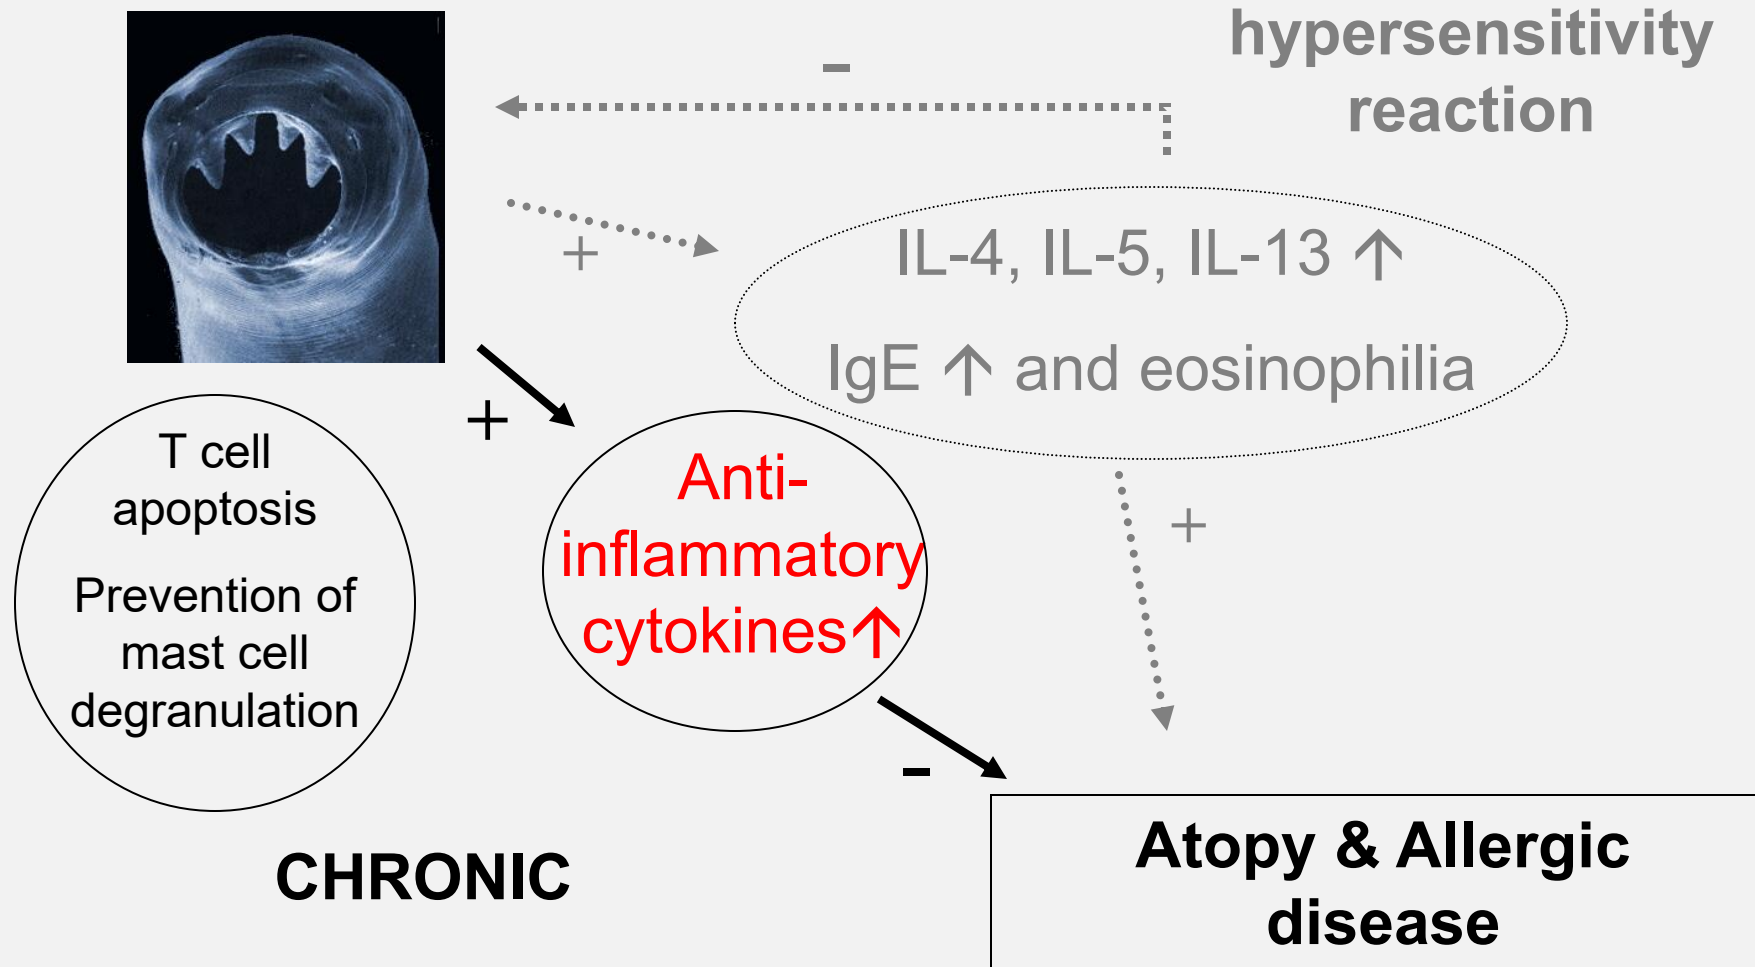 hypersensitivity
reaction
-
+
IL-4, IL-5, IL-13 ↑
IgE ↑ and eosinophilia
+
T cell
apoptosis
Prevention of
mast cell
degranulation
Anti-
inflammatory
cytokines↑
+
-
CHRONIC
Atopy & Allergic
disease